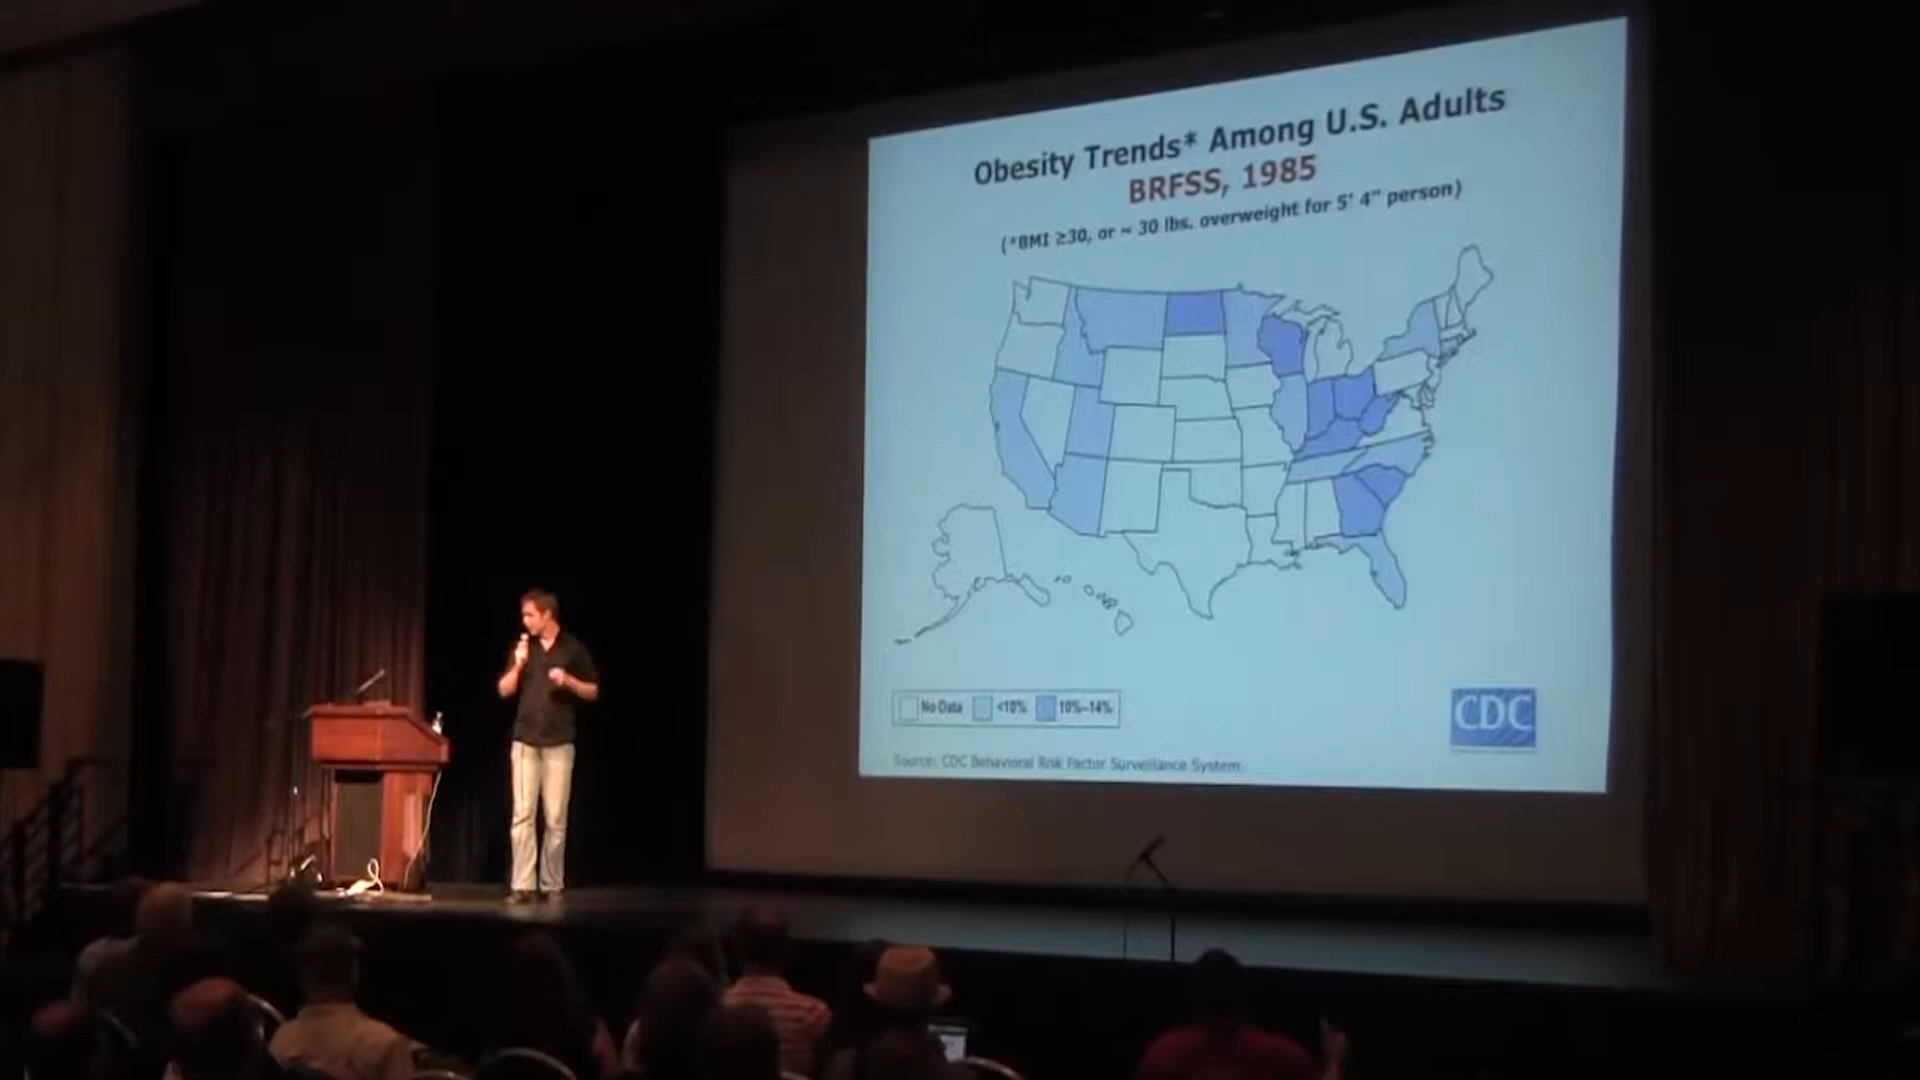 Obesity Trends* Among U.S. Adults
BRFSS, 1985
(*BMI ≥30, or ~ 30 lbs. overweight for 5' 4" person)
No Data <10% 10%–14%
CDC
Source: CDC Behavioral Risk Factor Surveillance System.